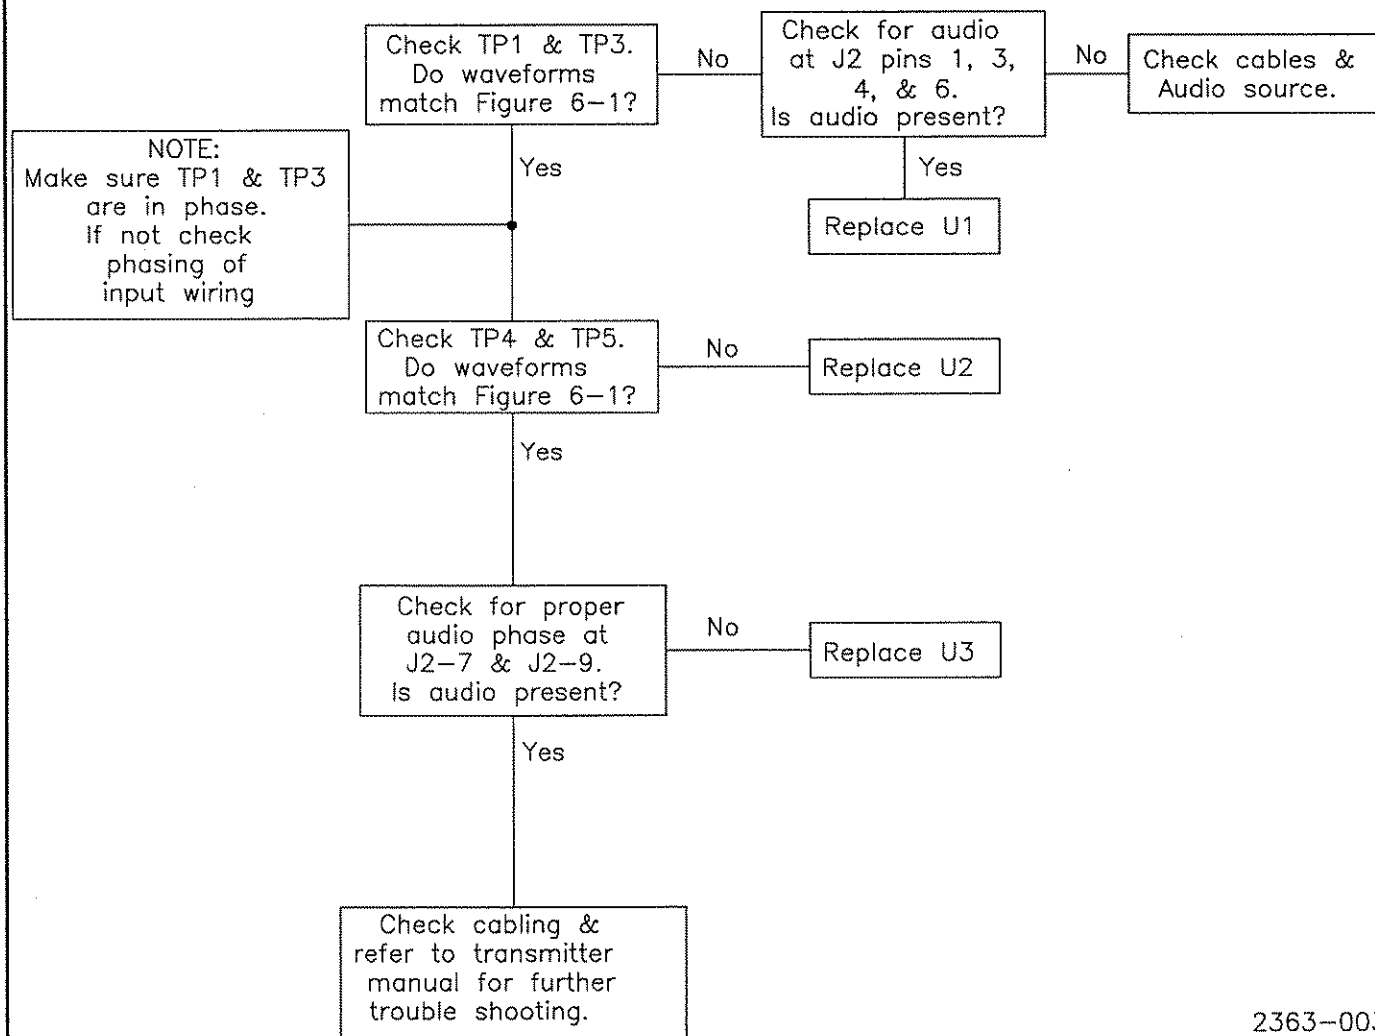 Check TP1 & TP3.
Do waveforms
match Figure 6-1?
No
Check for audio
at J2 pins 1, 3,
4, & 6.
Is audio present?
No
Check cables &
Audio source.
Yes
Yes
Replace U1
NOTE:
Make sure TP1 & TP3
are in phase.
If not check
phasing of
input wiring
Check TP4 & TP5.
Do waveforms
match Figure 6-1?
No
Replace U2
Yes
Check for proper
audio phase at
J2-7 & J2-9.
Is audio present?
No
Replace U3
Yes
Check cabling &
refer to transmitter
manual for further
trouble shooting.
2363-003